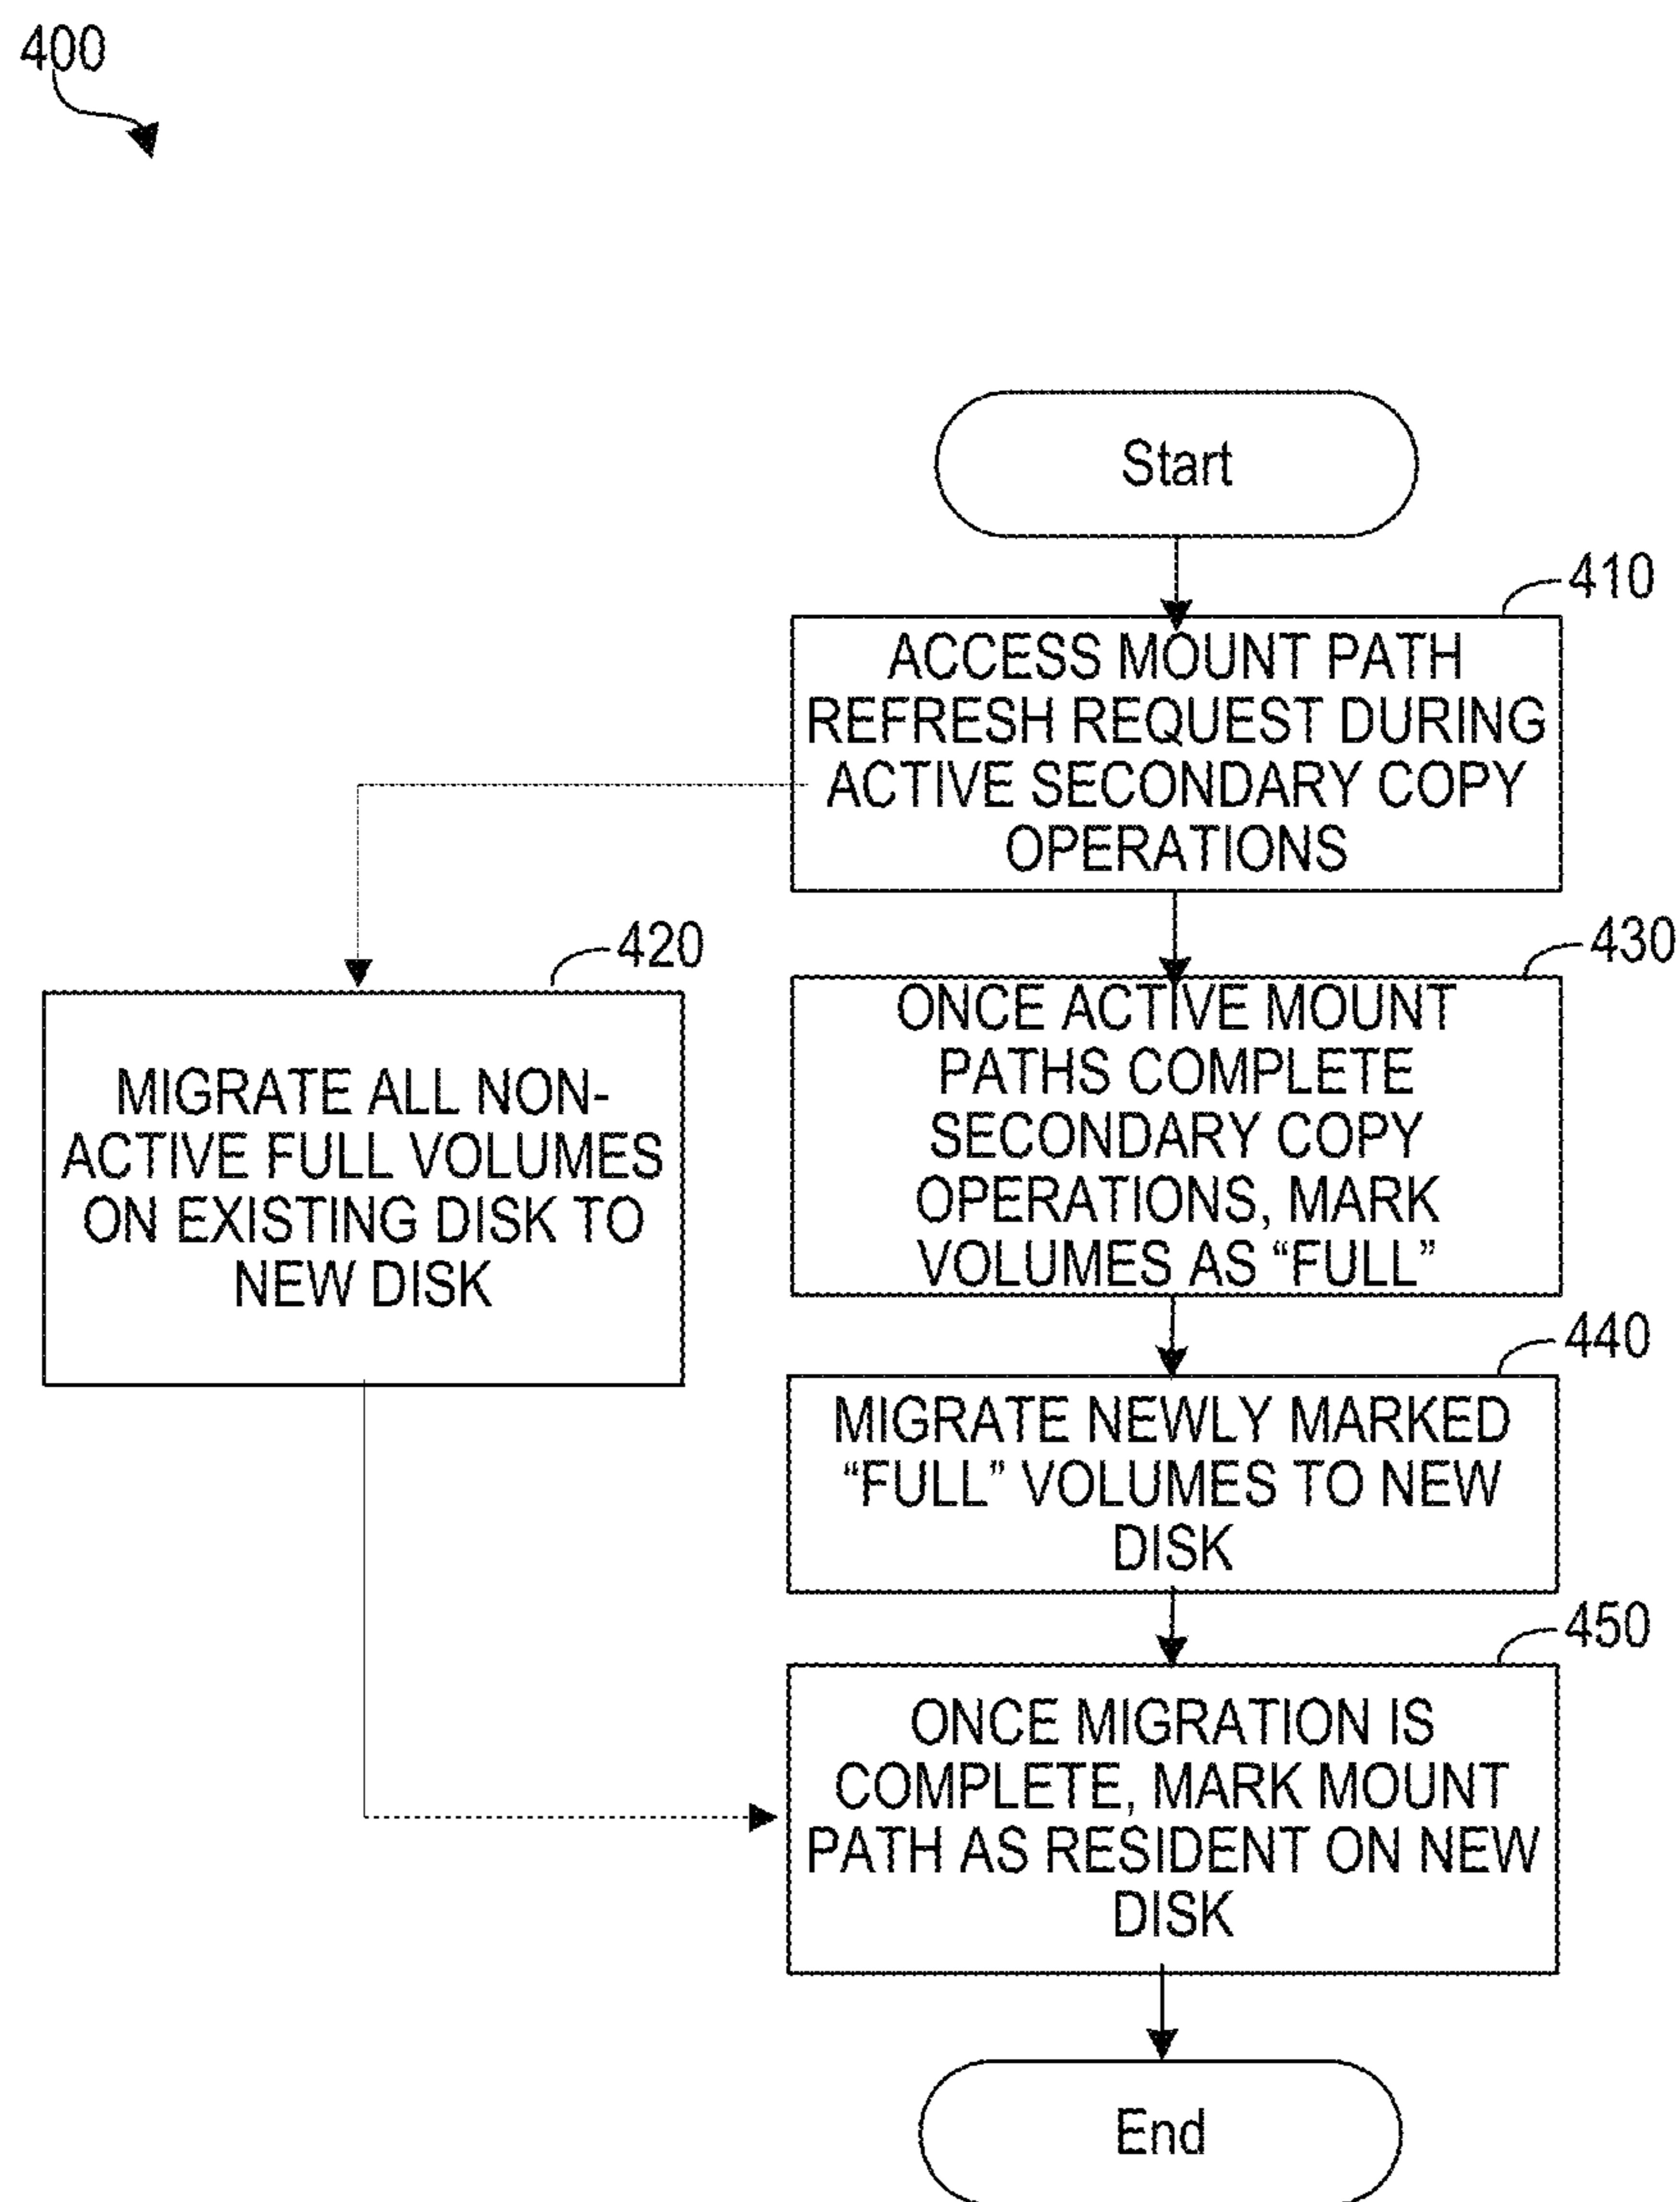 400
Start
410
ACCESS MOUNT PATH
REFRESH REQUEST DURING
ACTIVE SECONDARY COPY
OPERATIONS
420
MIGRATE ALL NON-
ACTIVE FULL VOLUMES
ON EXISTING DISK TO
NEW DISK
430
ONCE ACTIVE MOUNT
PATHS COMPLETE
SECONDARY COPY
OPERATIONS, MARK
VOLUMES AS “FULL”
440
MIGRATE NEWLY MARKED
“FULL” VOLUMES TO NEW
DISK
450
ONCE MIGRATION IS
COMPLETE, MARK MOUNT
PATH AS RESIDENT ON NEW
DISK
End